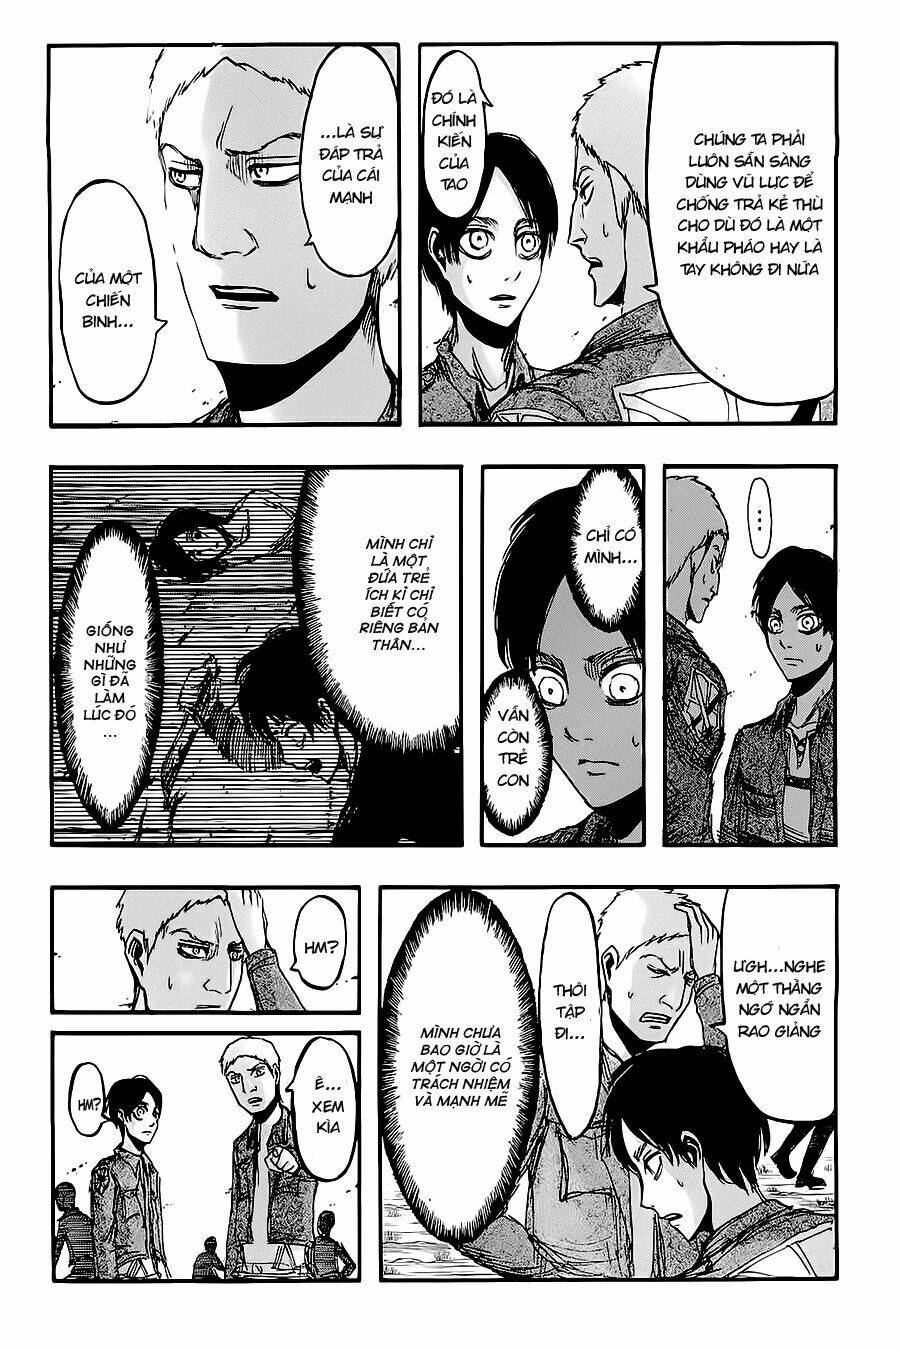 CHÚNG TA PHẢI
LUÔN SẴN SÀNG
DÙNG VŨ LỰC ĐỂ
CHỐNG TRẢ KẺ THÙ
CHO DÙ ĐÓ LÀ MỘT
KHẨU PHÁO HAY LÀ
TAY KHÔNG ĐI NỮA
ĐÓ LÀ
CHÍNH
KIẾN
CỦA
TAO
...LÀ SỰ
ĐÁP TRẢ
CỦA CÁI
MẠNH
CỦA MỘT
CHIẾN
BINH...
...
CHỈ CÓ
MÌNH...
VẪN
CÒN
TRẺ
CON
MÌNH CHỈ
LÀ MỘT
ĐỨA TRẺ
ÍCH KỈ CHỈ
BIẾT CÓ
RIÊNG BẢN
THÂN...
GIỐNG
NHƯ
NHỮNG
GÌ ĐÃ
LÀM
LÚC ĐÓ
...
ƯGH...NGHE
MỘT THẰNG
NGỚ NGẨN
RAO GIẢNG
THÔI
TẬP
ĐI...
MÌNH CHƯA
BAO GIỜ LÀ
MỘT NGỜI CÓ
TRÁCH NHIỆM
VÀ MẠNH MẼ
HM?
Ê...
XEM
KÌA
HM?